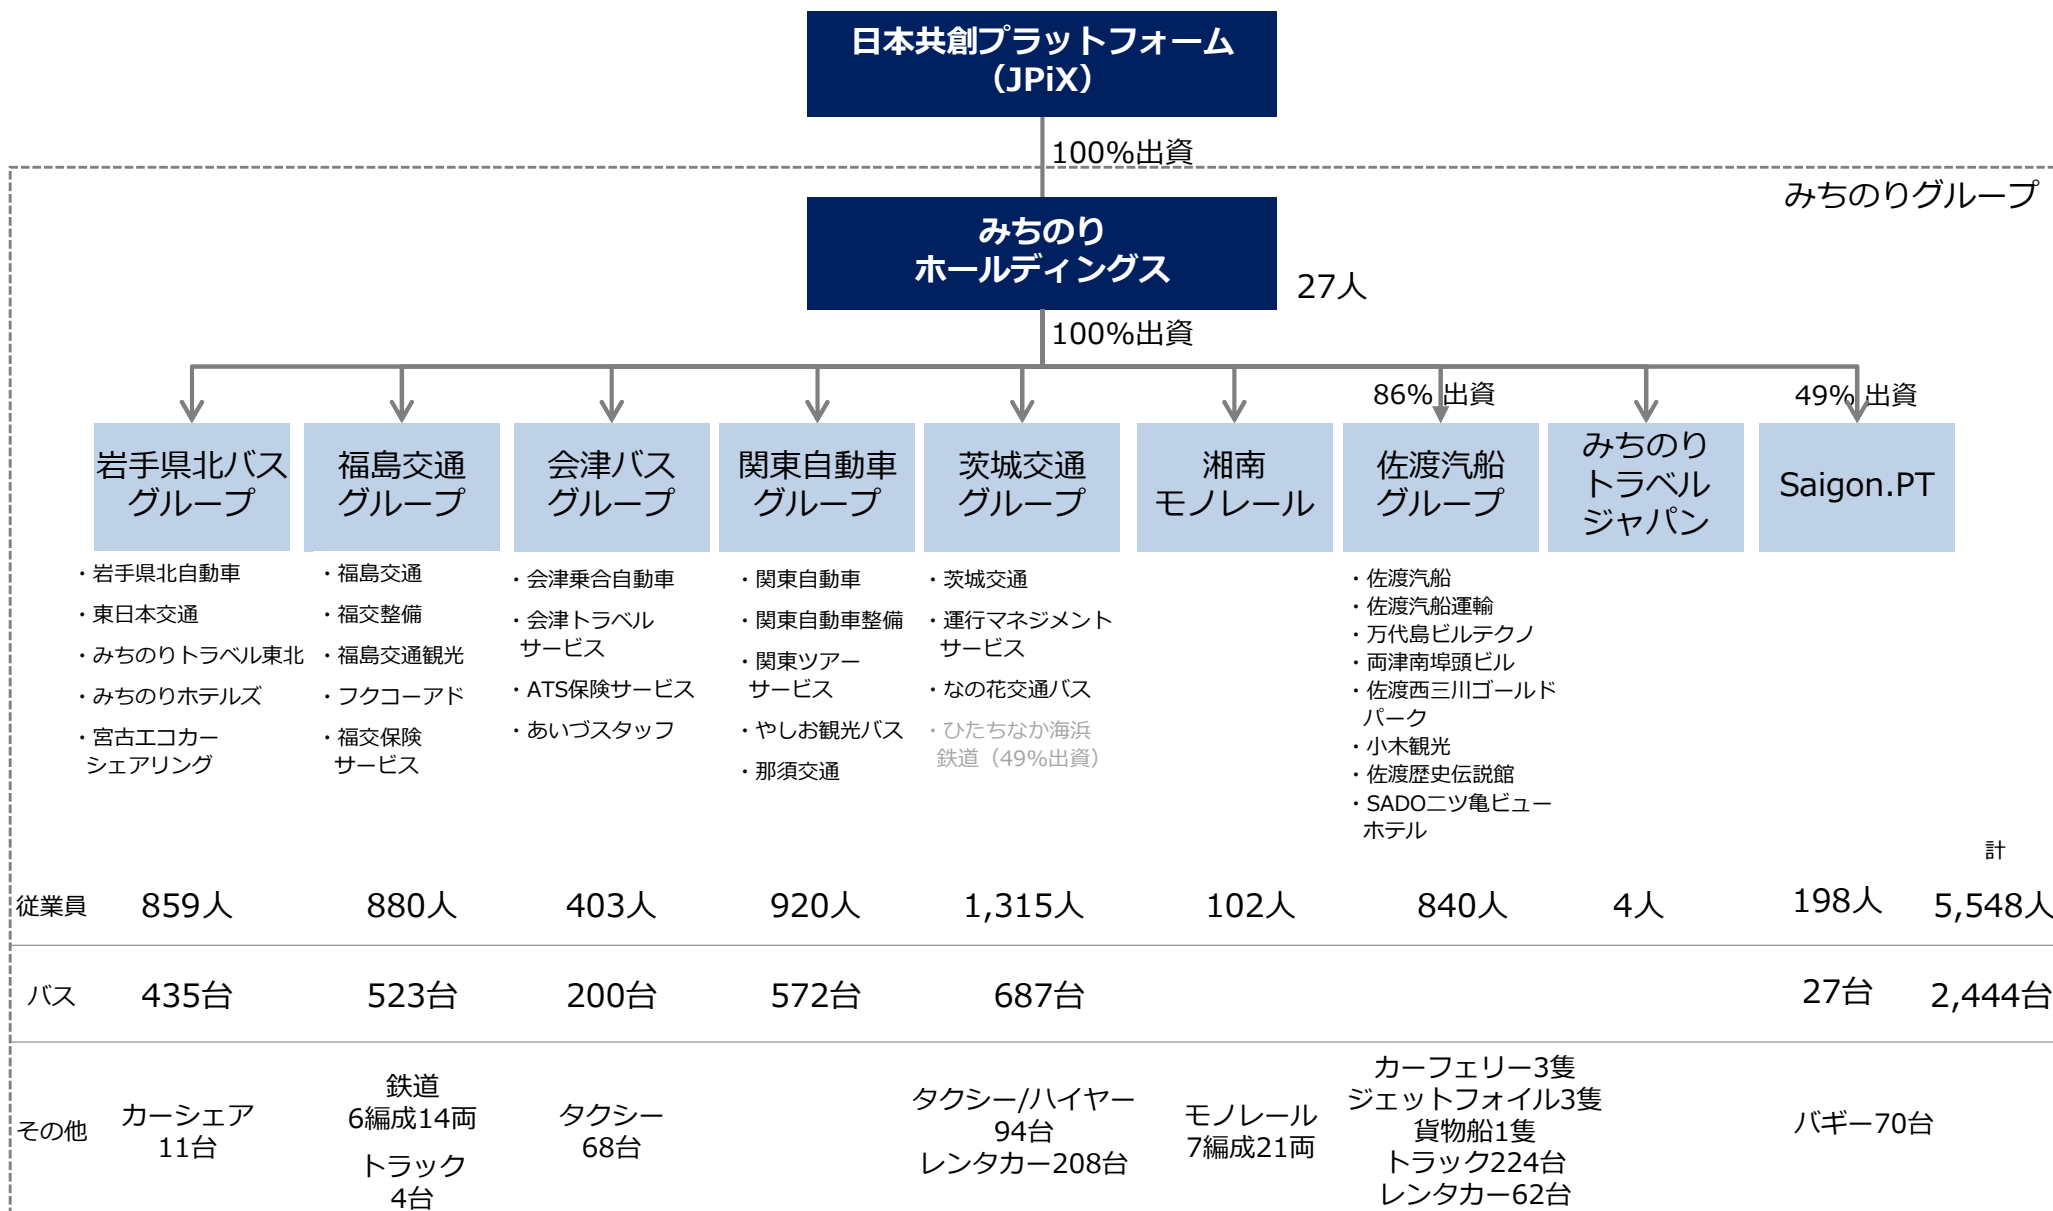 日本共創プラットフォーム
（JPiX）
100%出資
みちのりグループ
みちのり
ホールディングス
27人
100%出資
86% 出資
49% 出資
岩手県北バス
グループ
福島交通
グループ
会津バス
グループ
関東自動車
グループ
茨城交通
グループ
湘南
モノレール
佐渡汽船
グループ
みちのり
トラベル
ジャパン
Saigon.PT
・岩手県北自動車
・東日本交通
・みちのりトラベル東北
・みちのりホテルズ
・宮古エコカー
シェアリング
・福島交通
・福交整備
・福島交通観光
・フクコーアド
・福交保険
サービス
・会津乗合自動車
・会津トラベル
サービス
・ATS保険サービス
・あいづスタッフ
・関東自動車
・関東自動車整備
・関東ツアー
サービス
・やしお観光バス
・那須交通
・茨城交通
・運行マネジメント
サービス
・なの花交通バス
・ひたちなか海浜
鉄道（49%出資）
・佐渡汽船
・佐渡汽船運輸
・万代島ビルテクノ
・両津南埠頭ビル
・佐渡西三川ゴールド
パーク
・小木観光
・佐渡歴史伝説館
・SADO二ツ亀ビュー
ホテル
計
従業員 859人 880人 403人 920人 1,315人 102人 840人 4人 198人 5,548人
バス 435台 523台 200台 572台 687台 27台 2,444台
その他
カーシェア
11台
鉄道
6編成14両
トラック
4台
タクシー
68台
タクシー/ハイヤー
94台
レンタカー208台
モノレール
7編成21両
カーフェリー3隻
ジェットフォイル3隻
貨物船1隻
トラック224台
レンタカー62台
バギー70台